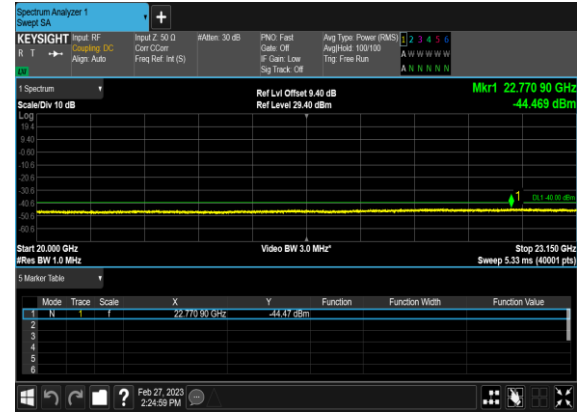 Spectrum Analyzer 1
Swept SA
KEYSIGHT Input: RF Input Z: 50 Ω #Atten: 30 dB PNO: Fast Avg Type: Power (RMS) 1 2 3 4 5 6
R T Coupling: DC Corr CCorr Gate: Off Avg|Hold: 100/100 A W W W W W
Align: Auto Freq Ref: Int (S) IF Gain: Low Trig: Free Run
Sig Track: Off A N N N N N
1 Spectrum Ref Lvl Offset 9.40 dB Mkr1 22.770 90 GHz
Scale/Div 10 dB Ref Level 29.40 dBm -44.469 dBm
Log
19.4
9.40
-0.60
-10.6
-20.6
-30.6
1 DL1 -40.00 dBm
-40.6
-50.6
-60.6
Start 20.000 GHz Video BW 3.0 MHz* Stop 23.150 GHz
#Res BW 1.0 MHz Sweep 5.33 ms (40001 pts)
5 Marker Table
Mode Trace Scale X Y Function Function Width Function Value
1 N 1 f 22.770 90 GHz -44.47 dBm
2
3
4
5
6
? Feb 27, 2023
2:24:59 PM